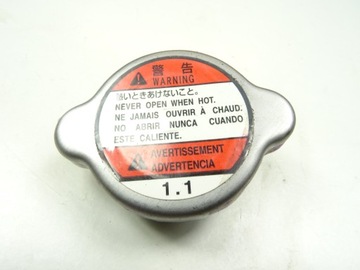 警告
WARNING
熱いときあけないこと。
NEVER OPEN WHEN HOT.
NE JAMAIS OUVRIR À CHAUD.
NO ABRIR NUNCA CUANDO
ESTE CALIENTE.
AVERTISSEMENT
ADVERTENCIA
1.1